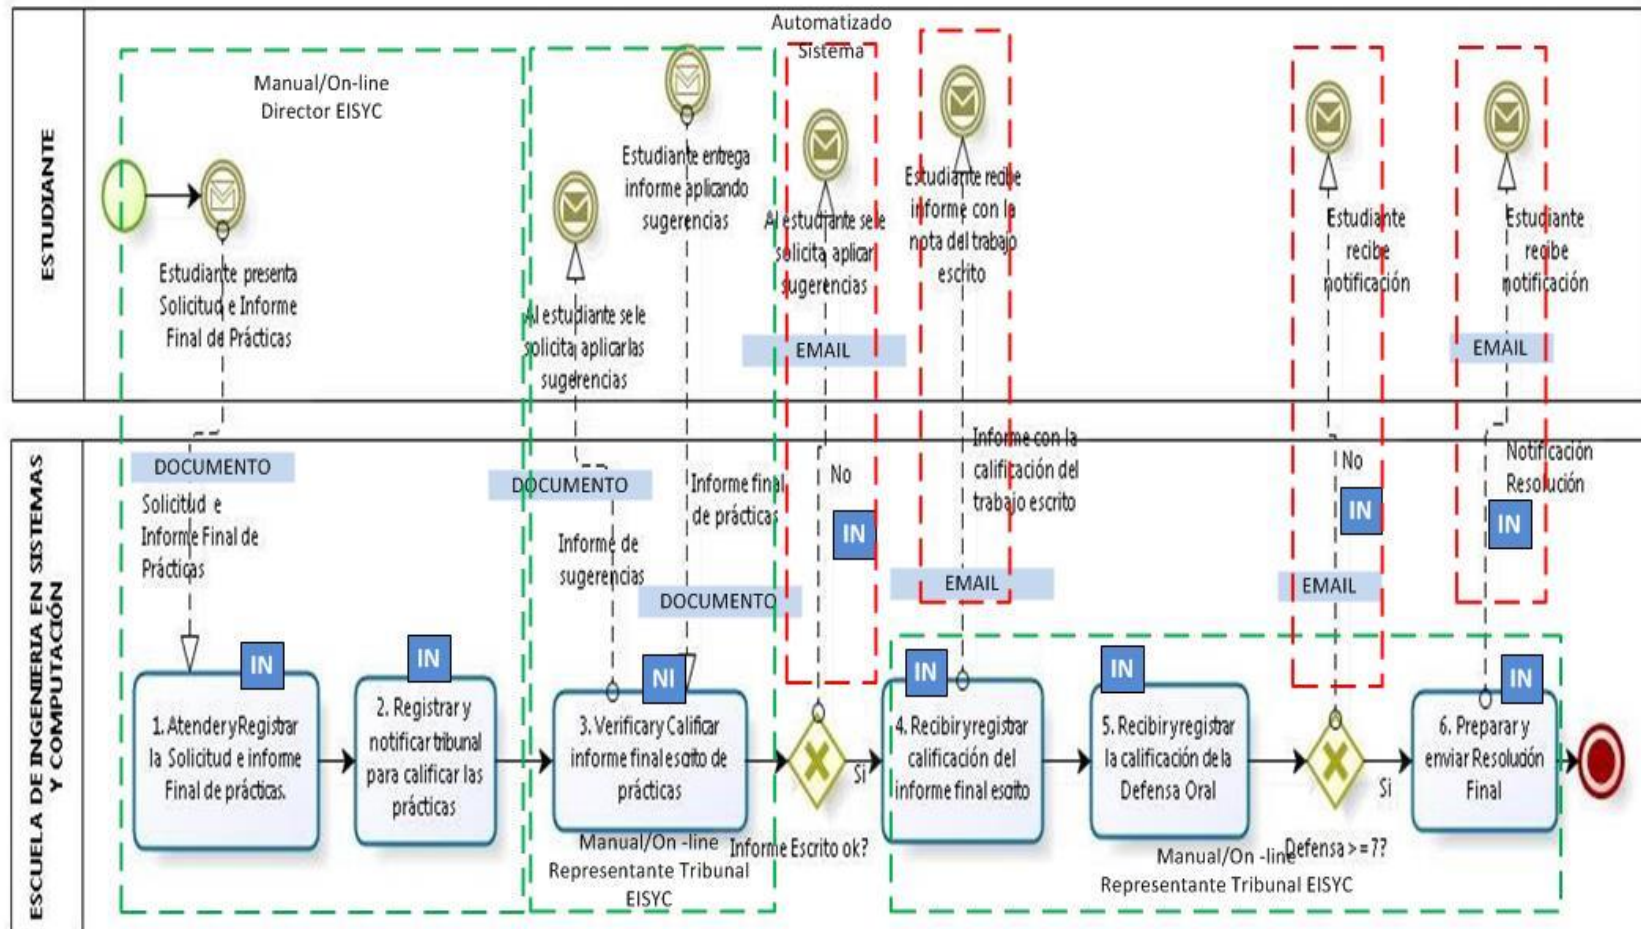 ESTUDIANTE
Manual/On-line
Director EISYC
Estudiante presenta
Solicitud e Informe
Final de Prácticas
Al estudiante se le
solicita aplicar las
sugerencias
Estudiante entrega
informe aplicando
sugerencias
Automatizado
Sistema
Al estudiante se le
solicita aplicar
sugerencias
EMAIL
Estudiante recibe
informe con la
nota del trabajo
escrito
Estudiante
recibe
notificación
Estudiante
recibe
notificación
EMAIL
ESCUELA DE INGENIERIA EN SISTEMAS
Y COMPUTACIÓN
DOCUMENTO
Solicitud e
Informe Final de
Prácticas
DOCUMENTO
Informe de
sugerencias
Informe final
de prácticas
DOCUMENTO
No
IN
Informe con la
calificación del
trabajo escrito
EMAIL
No
IN
EMAIL
Notificación
Resolución
IN
IN
1. Atender y Registrar
la Solicitud e informe
Final de prácticas.
IN
2. Registrar y
notificar tribunal
para calificar las
prácticas
NI
3. Verificar y Calificar
informe final escrito de
prácticas
Manual/On -line
Representante Tribunal
EISYC
Informe Escrito ok?
Si
IN
4. Recibir y registrar
calificación del
informe final escrito
IN
5. Recibir y registrar
la calificación de la
Defensa Oral
Defensa >=7?
Si
Manual/On -line
Representante Tribunal EISYC
IN
6. Preparar y
enviar Resolución
Final